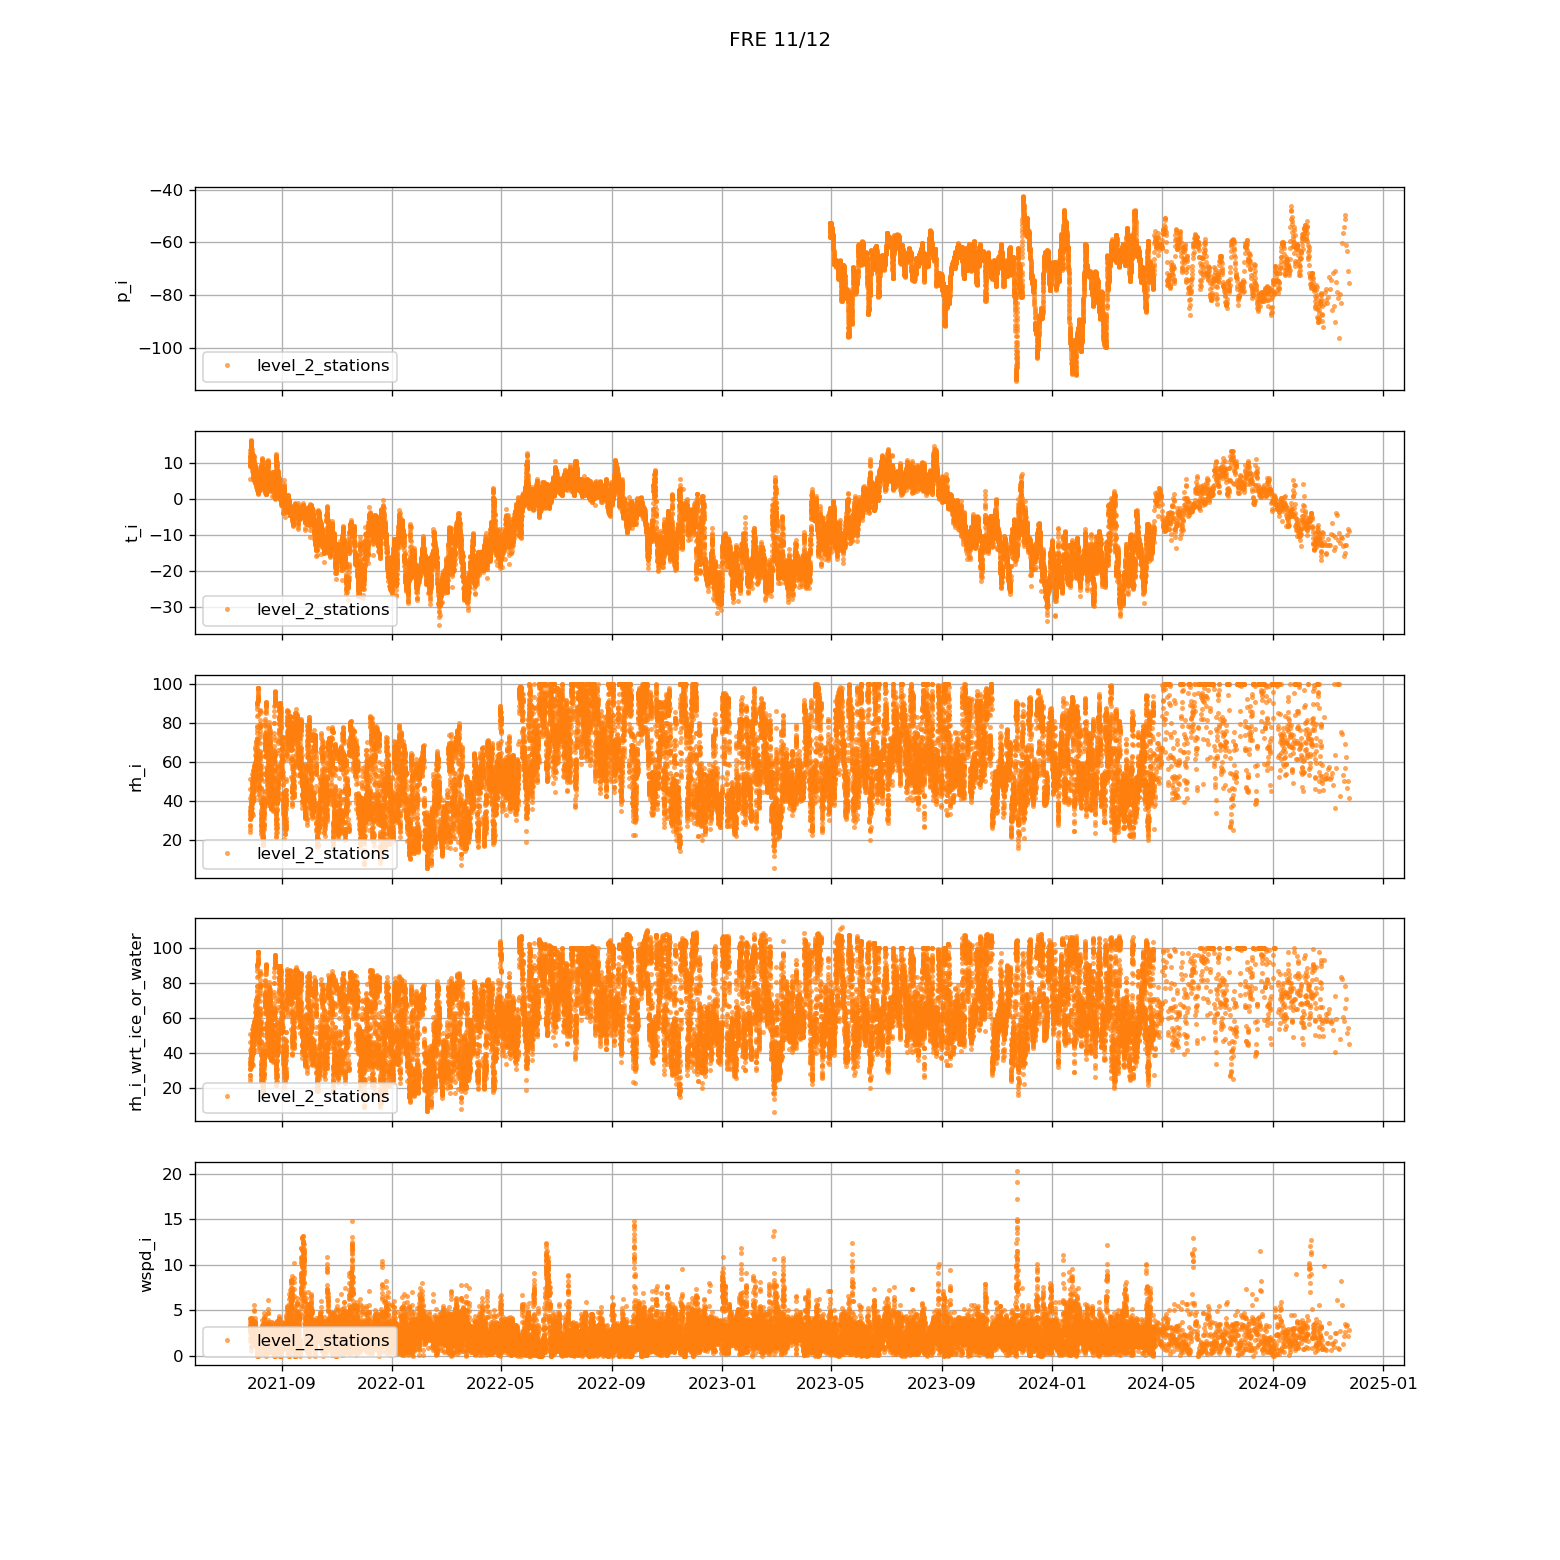 FRE 11/12
−40
−60
−80
−100
p_i
level_2_stations
10
0
−10
−20
−30
t_i
level_2_stations
100
80
60
40
20
rh_i
level_2_stations
100
80
60
40
20
rh_i_wrt_ice_or_water
level_2_stations
20
15
10
5
0
wspd_i
level_2_stations
2021-09 2022-01 2022-05 2022-09 2023-01 2023-05 2023-09 2024-01 2024-05 2024-09 2025-01